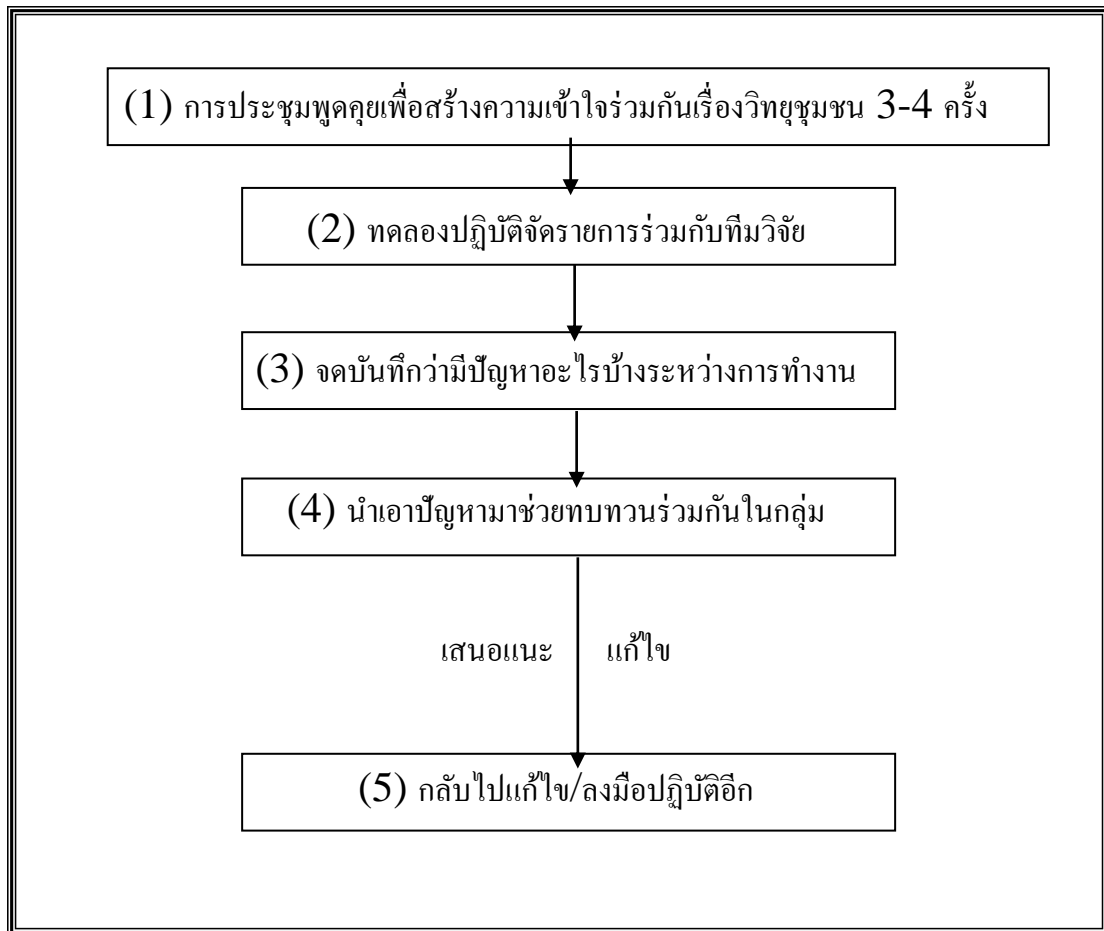 (1) การประชุมพูดคุยเพื่อสร้างความเข้าใจร่วมกันเรื่องวิทยุชุมชน 3-4 ครั้ง
(2) ทดลองปฏิบัติจัดรายการร่วมกับทีมวิจัย
(3) จดบันทึกว่ามีปัญหาอะไรบ้างระหว่างการทำงาน
(4) นำเอาปัญหามาช่วยทบทวนร่วมกันในกลุ่ม
เสนอแนะ แก้ไข
(5) กลับไปแก้ไข/ลงมือปฏิบัติอีก